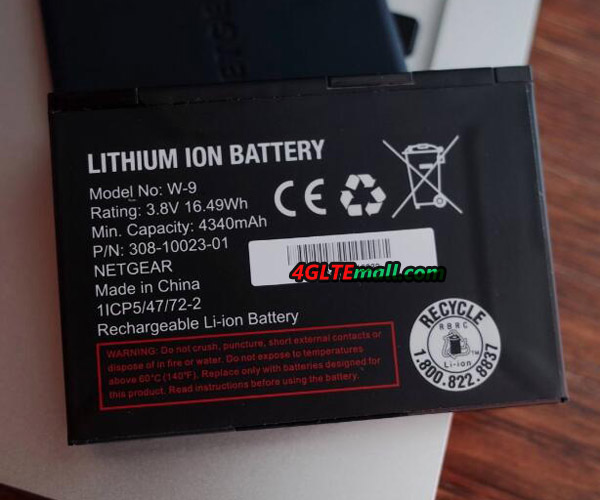 LITHIUM ION BATTERY
Model No: W-9
Rating: 3.8V 16.49Wh
Min. Capacity: 4340mAh
P/N: 308-10023-01
NETGEAR
Made in China
1ICP5/47/72-2
Rechargeable Li-ion Battery
WARNING: Do not crush, puncture, short external contacts or
dispose of in fire or water. Do not expose to temperatures
above 60°C (140°F). Replace only with batteries designed for
this product. Read instructions before using the battery.
CE
4GLTEmall.com
RECYCLE
RBRC
Li-ion
TM
1.800.822.8837